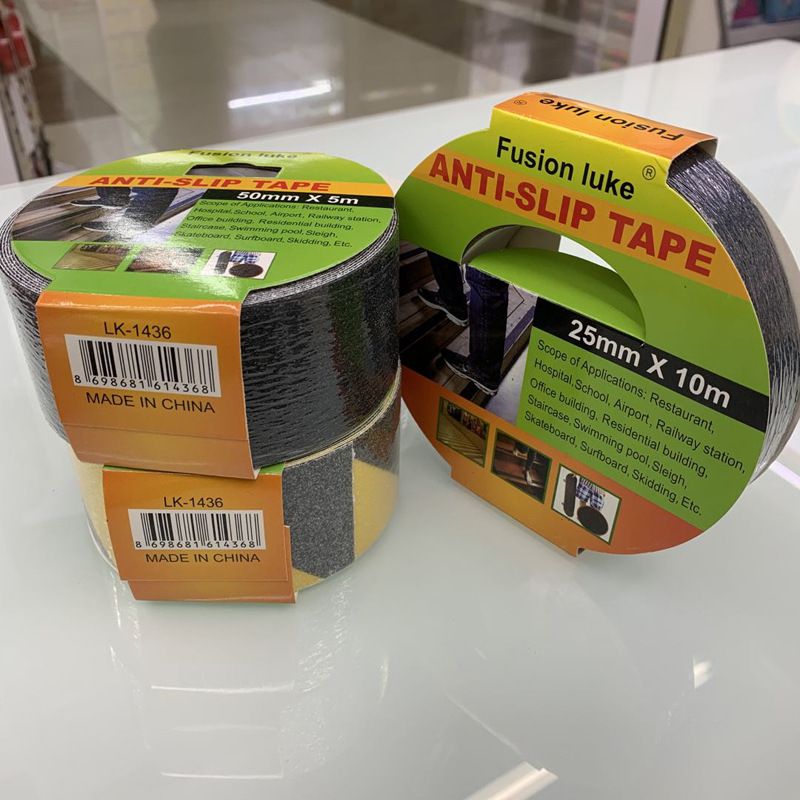 Fusion luke
ANTI-SLIP TAPE
50mm X 5m
Scope of Applications: Restaurant,
Hospital,School, Airport, Railway station,
Office building, Residential building,
Staircase, Swimming pool,Sleigh,
Skateboard, Surfboard, Skidding, Etc.
LK-1436
8 698681 614368
MADE IN CHINA
LK-1436
8 698681 614368
MADE IN CHINA
Fusion luke ®
Fusion luke ®
ANTI-SLIP TAPE
25mm X 10m
Scope of Applications: Restaurant,
Hospital,School, Airport, Railway station,
Office building, Residential building,
Staircase, Swimming pool,Sleigh,
Skateboard, Surfboard, Skidding, Etc.